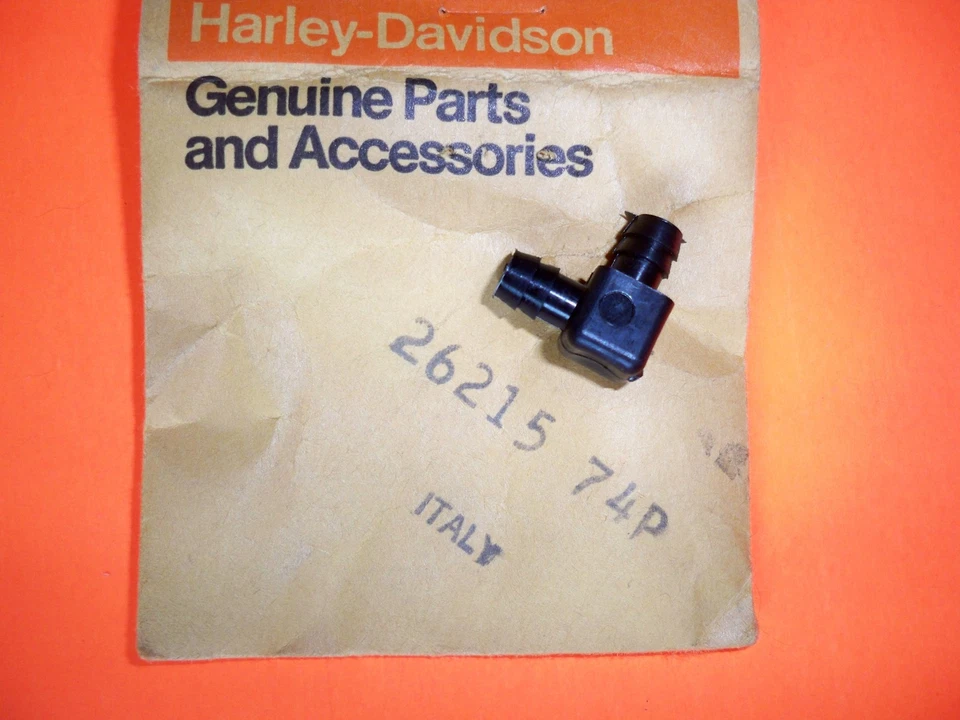 Harley-Davidson
Genuine Parts
and Accessories
26215 74P
ITALY